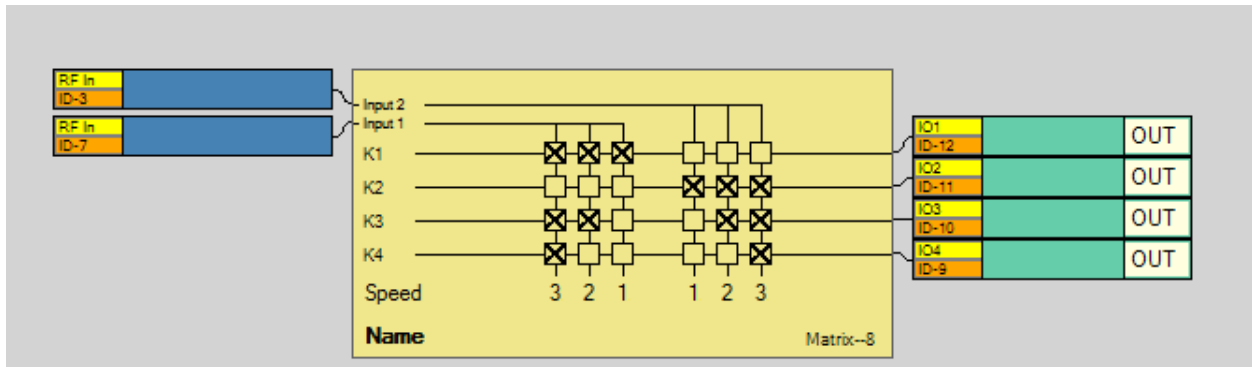 RF In
ID-3
RF In
ID-7
Input 2
Input 1
K1
K2
K3
K4
Speed 3 2 1 1 2 3
Name
Matrix--8
IO1
ID-12
OUT
IO2
ID-11
OUT
IO3
ID-10
OUT
IO4
ID-9
OUT